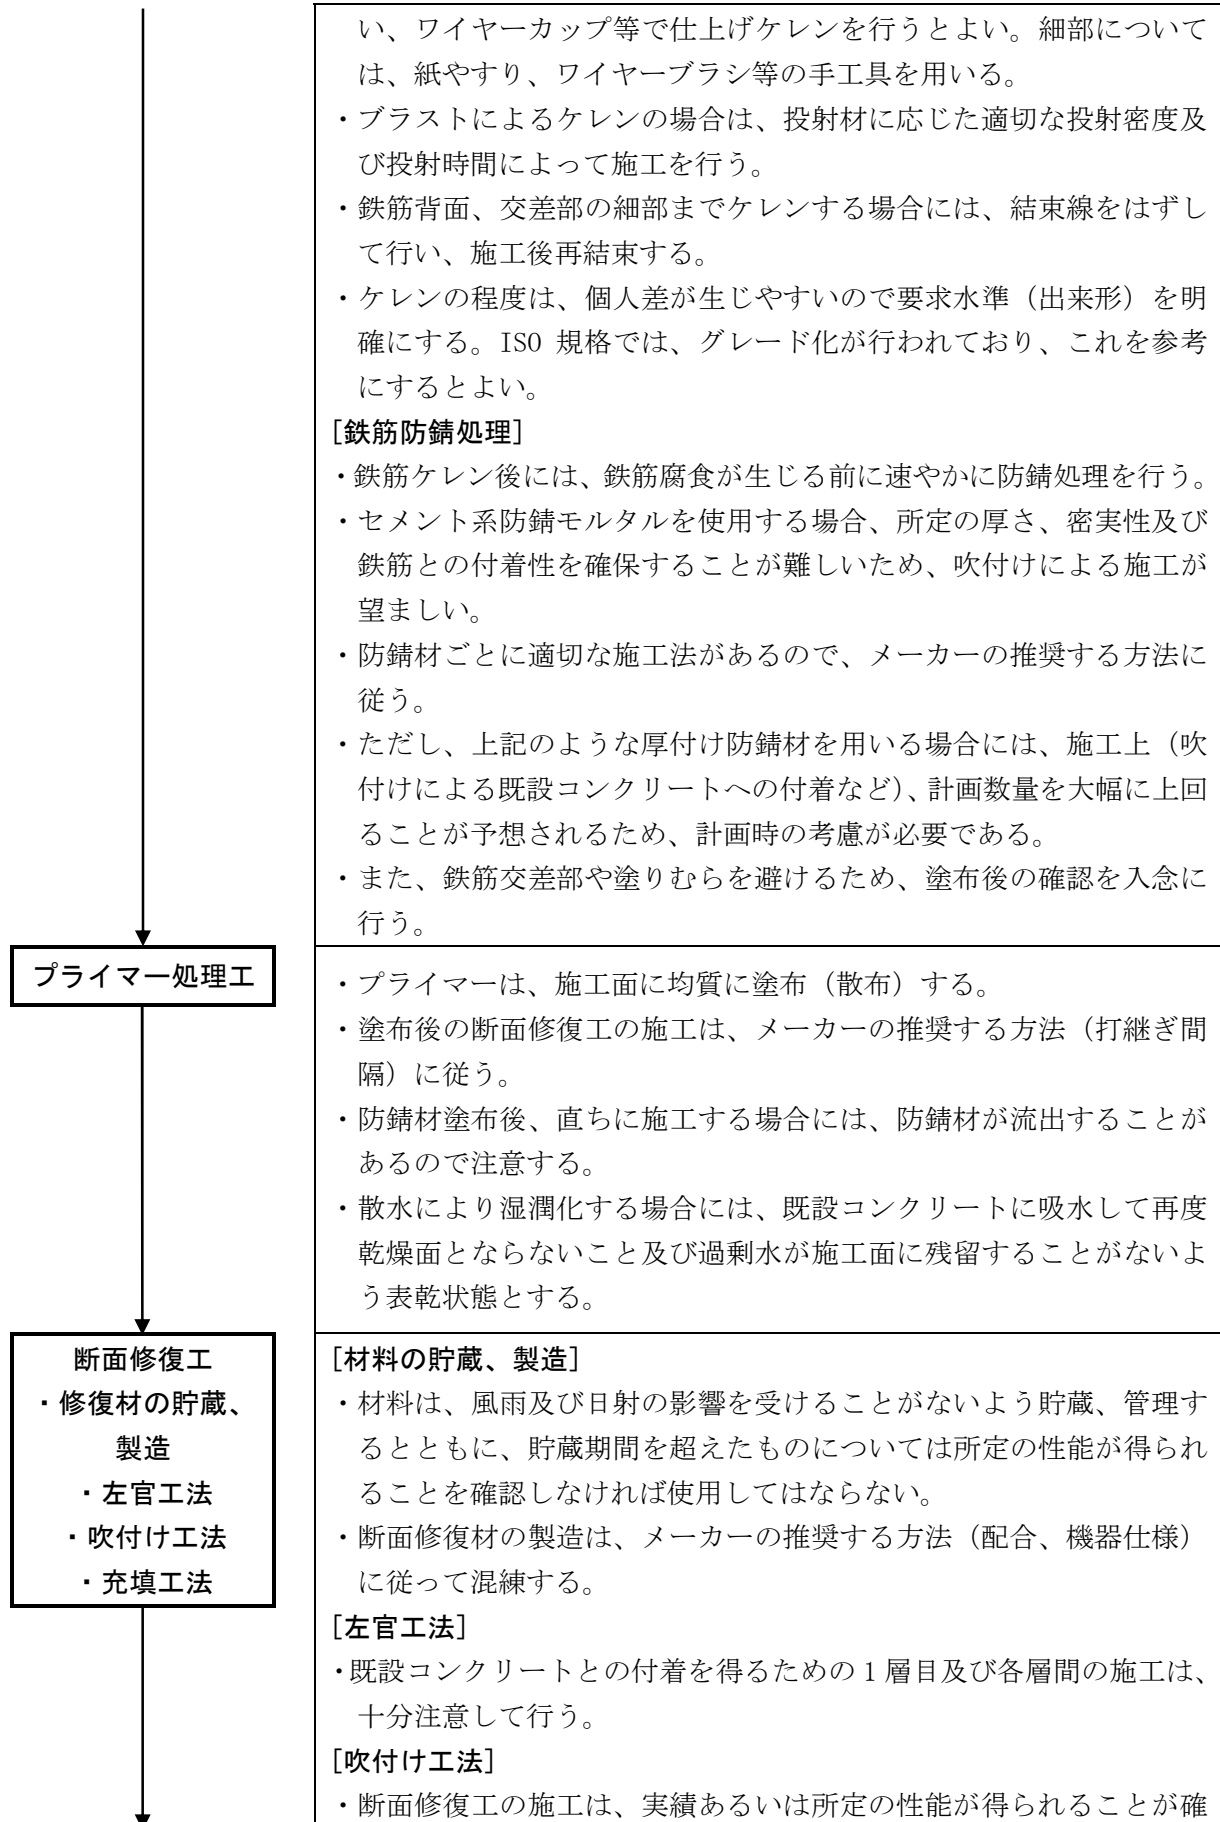 い、ワイヤーカップ等で仕上げケレンを行うとよい。細部について
は、紙やすり、ワイヤーブラシ等の手工具を用いる。
・ブラストによるケレンの場合は、投射材に応じた適切な投射密度及
び投射時間によって施工を行う。
・鉄筋背面、交差部の細部までケレンする場合には、結束線をはずし
て行い、施工後再結束する。
・ケレンの程度は、個人差が生じやすいので要求水準（出来形）を明
確にする。ISO 規格では、グレード化が行われており、これを参考
にするとよい。
[鉄筋防錆処理]
・鉄筋ケレン後には、鉄筋腐食が生じる前に速やかに防錆処理を行う。
・セメント系防錆モルタルを使用する場合、所定の厚さ、密実性及び
鉄筋との付着性を確保することが難しいため、吹付けによる施工が
望ましい。
・防錆材ごとに適切な施工法があるので、メーカーの推奨する方法に
従う。
・ただし、上記のような厚付け防錆材を用いる場合には、施工上（吹
付けによる既設コンクリートへの付着など）、計画数量を大幅に上回
ることが予想されるため、計画時の考慮が必要である。
・また、鉄筋交差部や塗りむらを避けるため、塗布後の確認を入念に
行う。
プライマー処理工
・プライマーは、施工面に均質に塗布（散布）する。
・塗布後の断面修復工の施工は、メーカーの推奨する方法（打継ぎ間
隔）に従う。
・防錆材塗布後、直ちに施工する場合には、防錆材が流出することが
あるので注意する。
・散水により湿潤化する場合には、既設コンクリートに吸水して再度
乾燥面とならないこと及び過剰水が施工面に残留することがないよ
う表乾状態とする。
断面修復工
・修復材の貯蔵、
製造
・左官工法
・吹付け工法
・充填工法
[材料の貯蔵、製造]
・材料は、風雨及び日射の影響を受けることがないよう貯蔵、管理す
るとともに、貯蔵期間を超えたものについては所定の性能が得られ
ることを確認しなければ使用してはならない。
・断面修復材の製造は、メーカーの推奨する方法（配合、機器仕様）
に従って混練する。
[左官工法]
・既設コンクリートとの付着を得るための 1 層目及び各層間の施工は、
十分注意して行う。
[吹付け工法]
・断面修復工の施工は、実績あるいは所定の性能が得られることが確